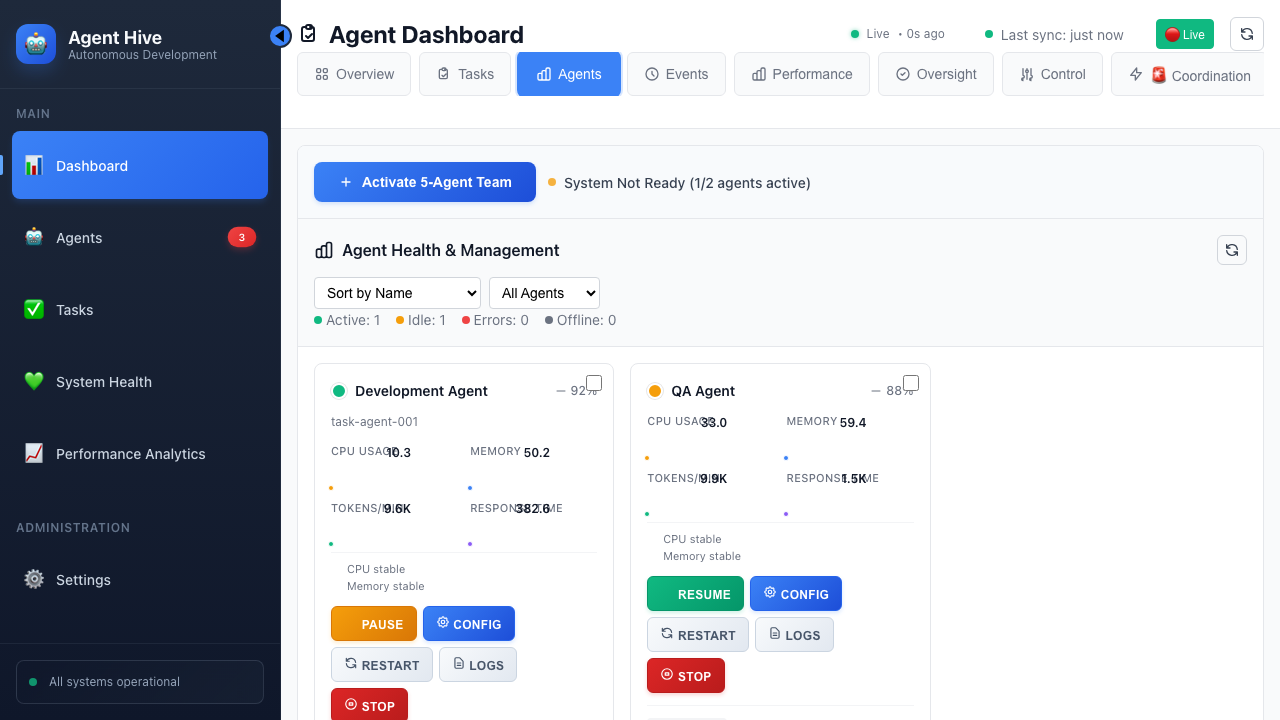 Agent Hive
Autonomous Development
MAIN
Dashboard
Agents
3
Tasks
System Health
Performance Analytics
ADMINISTRATION
Settings
All systems operational
Agent Dashboard
Live • 0s ago
Last sync: just now
Live
Overview
Tasks
Agents
Events
Performance
Oversight
Control
Coordination
Activate 5-Agent Team
System Not Ready (1/2 agents active)
Agent Health & Management
Sort by Name
All Agents
Active: 1
Idle: 1
Errors: 0
Offline: 0
Development Agent
— 92%
task-agent-001
CPU USAGE 10.3
MEMORY 50.2
TOKENS/MIN 9.6K
RESPONSE TIME 382.6
CPU stable
Memory stable
PAUSE
CONFIG
RESTART
LOGS
STOP
QA Agent
— 88%
CPU USAGE 33.0
MEMORY 59.4
TOKENS/MIN 9.9K
RESPONSE TIME 1.5K
CPU stable
Memory stable
RESUME
CONFIG
RESTART
LOGS
STOP